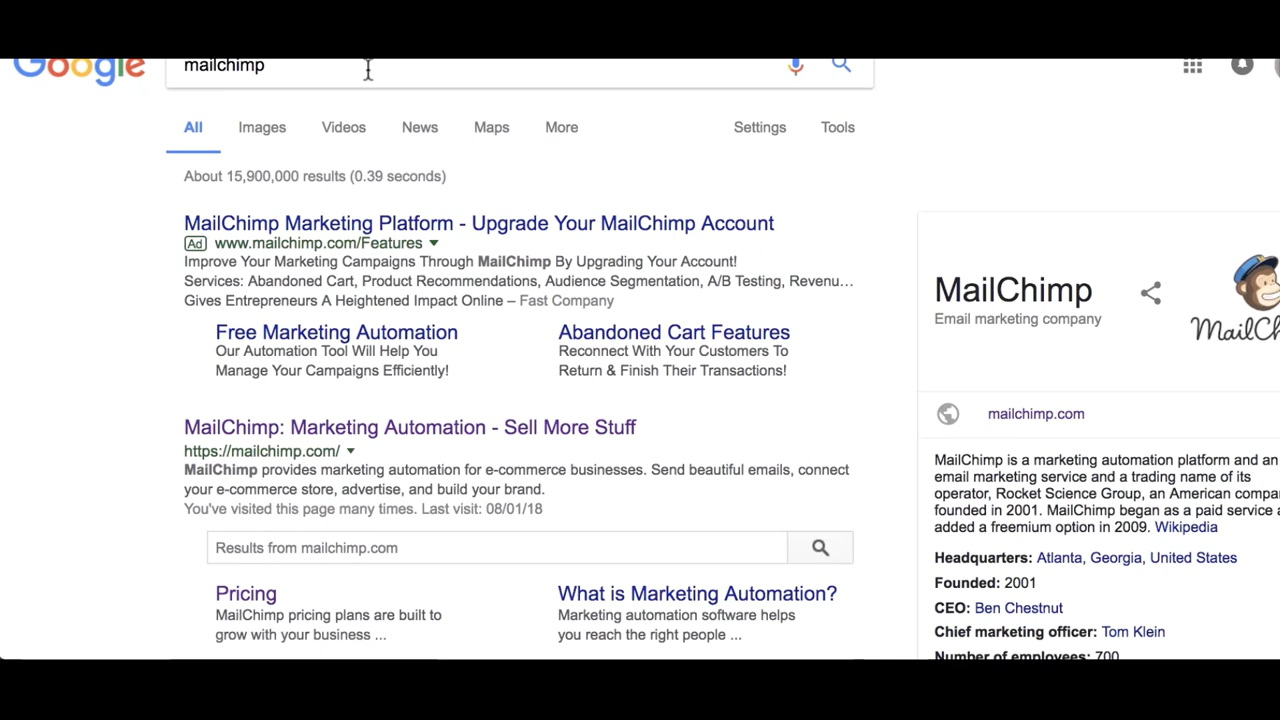 Google
mailchimp
All Images Videos News Maps More Settings Tools
About 15,900,000 results (0.39 seconds)
MailChimp Marketing Platform - Upgrade Your MailChimp Account
Ad www.mailchimp.com/Features
Improve Your Marketing Campaigns Through MailChimp By Upgrading Your Account!
Services: Abandoned Cart, Product Recommendations, Audience Segmentation, A/B Testing, Revenu…
Gives Entrepreneurs A Heightened Impact Online – Fast Company
Free Marketing Automation
Our Automation Tool Will Help You
Manage Your Campaigns Efficiently!
Abandoned Cart Features
Reconnect With Your Customers To
Return & Finish Their Transactions!
MailChimp: Marketing Automation - Sell More Stuff
https://mailchimp.com/
MailChimp provides marketing automation for e-commerce businesses. Send beautiful emails, connect
your e-commerce store, advertise, and build your brand.
You've visited this page many times. Last visit: 08/01/18
Results from mailchimp.com
Pricing
MailChimp pricing plans are built to
grow with your business ...
What is Marketing Automation?
Marketing automation software helps
you reach the right people ...
MailChimp
Email marketing company
MailCh
mailchimp.com
MailChimp is a marketing automation platform and an
email marketing service and a trading name of its
operator, Rocket Science Group, an American compa
founded in 2001. MailChimp began as a paid service a
added a freemium option in 2009. Wikipedia
Headquarters: Atlanta, Georgia, United States
Founded: 2001
CEO: Ben Chestnut
Chief marketing officer: Tom Klein
Number of employees: 700